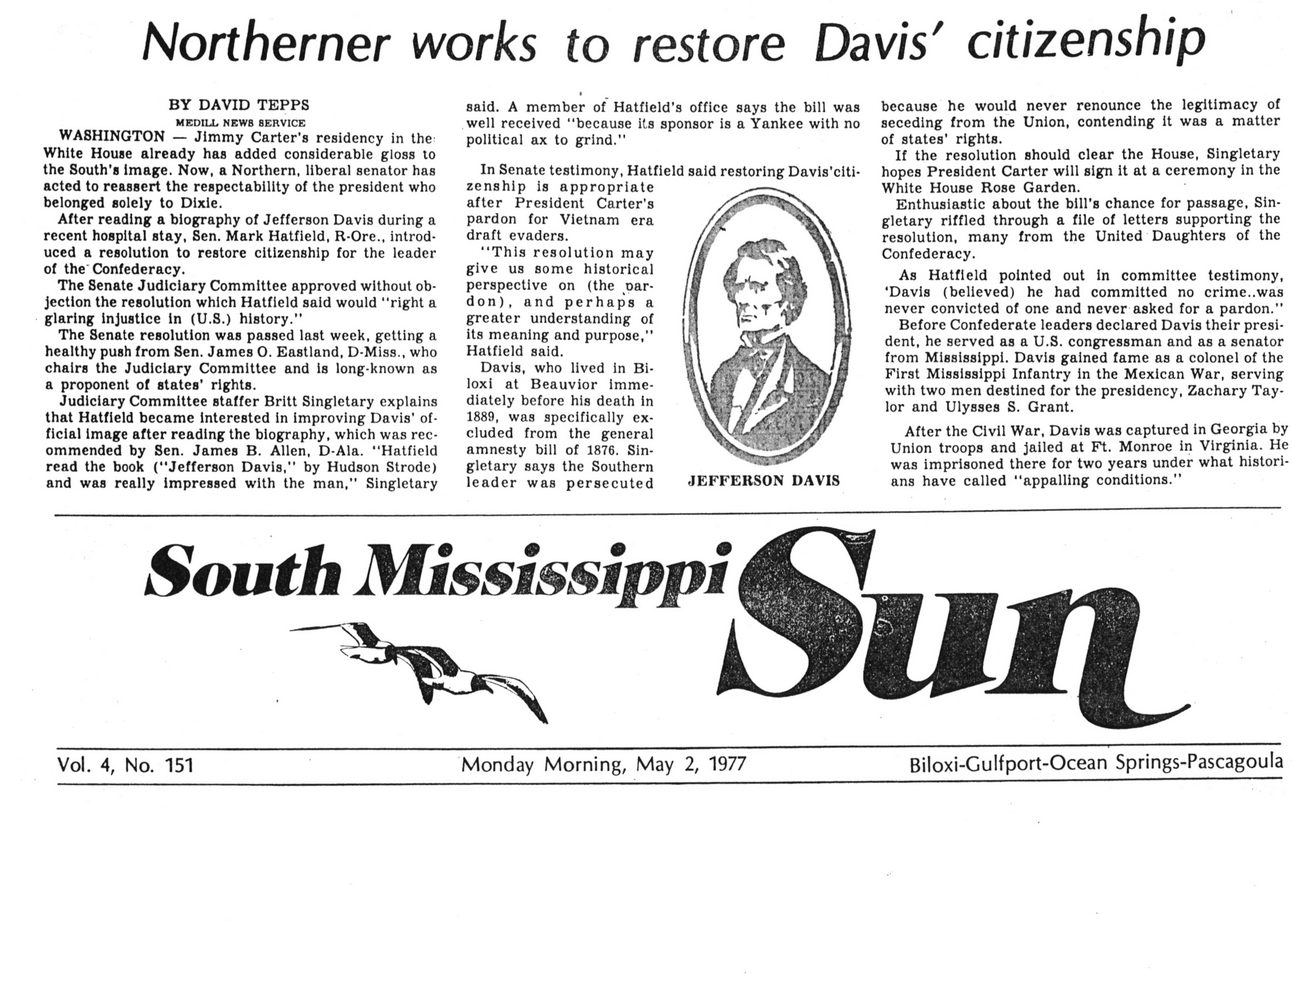 Northerner works to restore Davis' citizenship
BY DAVID TEPPS
MEDILL NEWS SERVICE
WASHINGTON — Jimmy Carter's residency in the
White House already has added considerable gloss to
the South's image. Now, a Northern, liberal senator has
acted to reassert the respectability of the president who
belonged solely to Dixie.
After reading a biography of Jefferson Davis during a
recent hospital stay, Sen. Mark Hatfield, R-Ore., introd-
uced a resolution to restore citizenship for the leader
of the Confederacy.
The Senate Judiciary Committee approved without ob-
jection the resolution which Hatfield said would "right a
glaring injustice in (U.S.) history."
The Senate resolution was passed last week, getting a
healthy push from Sen. James O. Eastland, D-Miss., who
chairs the Judiciary Committee and is long-known as
a proponent of states' rights.
Judiciary Committee staffer Britt Singletary explains
that Hatfield became interested in improving Davis' of-
ficial image after reading the biography, which was rec-
ommended by Sen. James B. Allen, D-Ala. "Hatfield
read the book ("Jefferson Davis," by Hudson Strode)
and was really impressed with the man," Singletary
said. A member of Hatfield's office says the bill was
well received "because its sponsor is a Yankee with no
political ax to grind."
In Senate testimony, Hatfield said restoring Davis'citi-
zenship is appropriate
after President Carter's
pardon for Vietnam era
draft evaders.
"This resolution may
give us some historical
perspective on (the par-
don), and perhaps a
greater understanding of
its meaning and purpose,"
Hatfield said.
Davis, who lived in Bi-
loxi at Beauvior imme-
diately before his death in
1889, was specifically ex-
cluded from the general
amnesty bill of 1876. Sin-
gletary says the Southern
leader was persecuted
JEFFERSON DAVIS
because he would never renounce the legitimacy of
seceding from the Union, contending it was a matter
of states' rights.
If the resolution should clear the House, Singletary
hopes President Carter will sign it at a ceremony in the
White House Rose Garden.
Enthusiastic about the bill's chance for passage, Sin-
gletary riffled through a file of letters supporting the
resolution, many from the United Daughters of the
Confederacy.
As Hatfield pointed out in committee testimony,
'Davis (believed) he had committed no crime..was
never convicted of one and never asked for a pardon."
Before Confederate leaders declared Davis their presi-
dent, he served as a U.S. congressman and as a senator
from Mississippi. Davis gained fame as a colonel of the
First Mississippi Infantry in the Mexican War, serving
with two men destined for the presidency, Zachary Tay-
lor and Ulysses S. Grant.
After the Civil War, Davis was captured in Georgia by
Union troops and jailed at Ft. Monroe in Virginia. He
was imprisoned there for two years under what histori-
ans have called "appalling conditions."
South Mississippi Sun
Vol. 4, No. 151
Monday Morning, May 2, 1977
Biloxi-Gulfport-Ocean Springs-Pascagoula